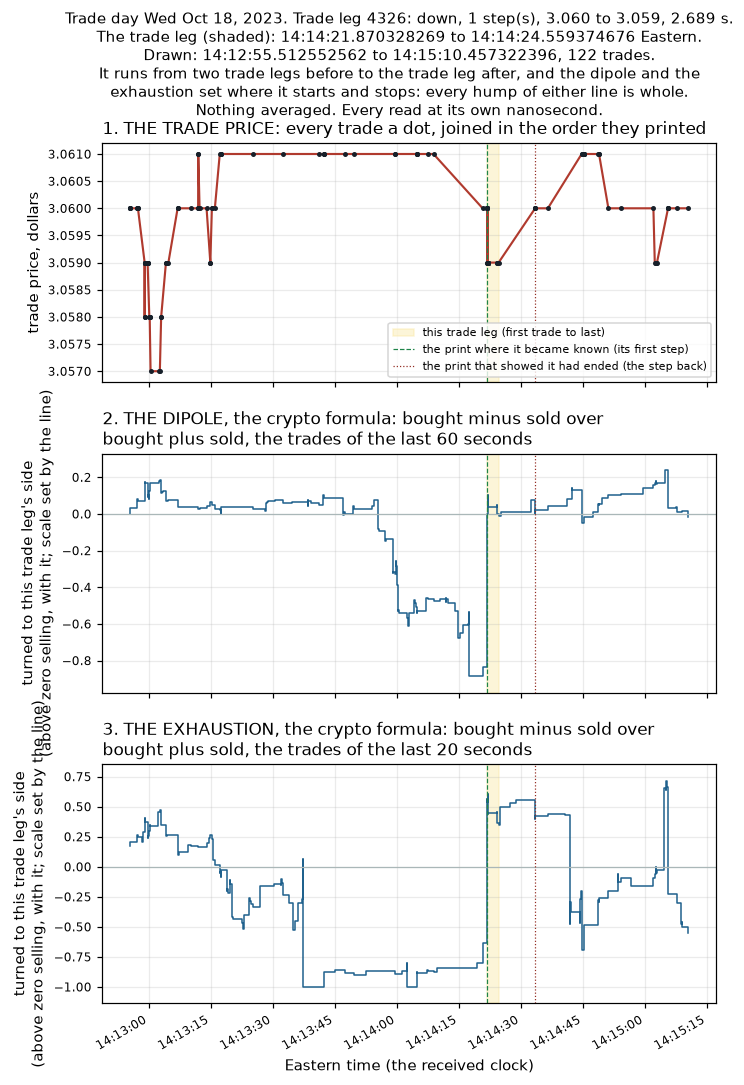 Trade day Wed Oct 18, 2023. Trade leg 4326: down, 1 step(s), 3.060 to 3.059, 2.689 s.
The trade leg (shaded): 14:14:21.870328269 to 14:14:24.559374676 Eastern.
Drawn: 14:12:55.512552562 to 14:15:10.457322396, 122 trades.
It runs from two trade legs before to the trade leg after, and the dipole and the
exhaustion set where it starts and stops: every hump of either line is whole.
Nothing averaged. Every read at its own nanosecond.
1. THE TRADE PRICE: every trade a dot, joined in the order they printed
trade price, dollars
3.0610
3.0605
3.0600
3.0595
3.0590
3.0585
3.0580
3.0575
3.0570
this trade leg (first trade to last)
the print where it became known (its first step)
the print that showed it had ended (the step back)
2. THE DIPOLE, the crypto formula: bought minus sold over
bought plus sold, the trades of the last 60 seconds
turned to this trade leg's side
(above zero selling, with it; scale set by the line)
0.2
0.0
−0.2
−0.4
−0.6
−0.8
3. THE EXHAUSTION, the crypto formula: bought minus sold over
bought plus sold, the trades of the last 20 seconds
turned to this trade leg's side
(above zero selling, with it; scale set by the line)
0.75
0.50
0.25
0.00
−0.25
−0.50
−0.75
−1.00
14:13:00
14:13:15
14:13:30
14:13:45
14:14:00
14:14:15
14:14:30
14:14:45
14:15:00
14:15:15
Eastern time (the received clock)